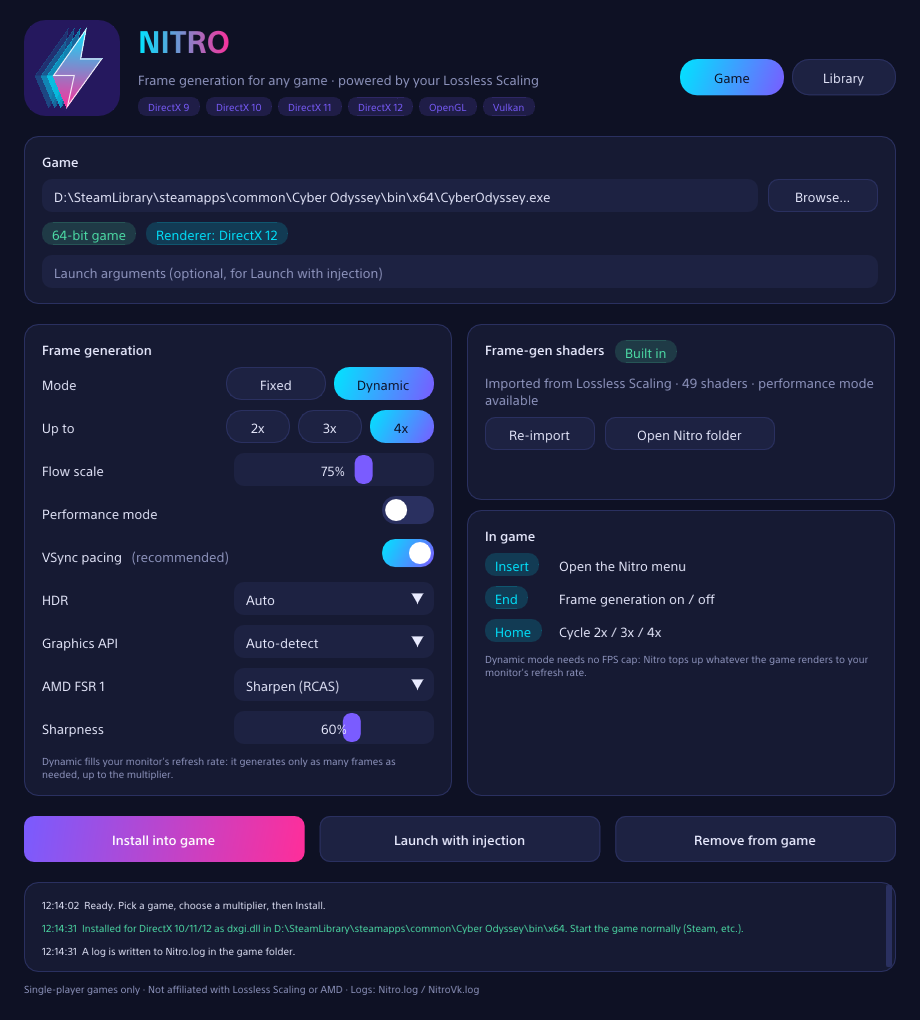 NITRO
Frame generation for any game · powered by your Lossless Scaling
DirectX 9 DirectX 10 DirectX 11 DirectX 12 OpenGL Vulkan
Game Library
Game
D:\SteamLibrary\steamapps\common\Cyber Odyssey\bin\x64\CyberOdyssey.exe
Browse...
64-bit game Renderer: DirectX 12
Launch arguments (optional, for Launch with injection)
Frame generation
Mode Fixed Dynamic
Up to 2x 3x 4x
Flow scale 75%
Performance mode
VSync pacing (recommended)
HDR Auto
Graphics API Auto-detect
AMD FSR 1 Sharpen (RCAS)
Sharpness 60%
Dynamic fills your monitor's refresh rate: it generates only as many frames as
needed, up to the multiplier.
Frame-gen shaders Built in
Imported from Lossless Scaling · 49 shaders · performance mode
available
Re-import Open Nitro folder
In game
Insert Open the Nitro menu
End Frame generation on / off
Home Cycle 2x / 3x / 4x
Dynamic mode needs no FPS cap: Nitro tops up whatever the game renders to your
monitor's refresh rate.
Install into game Launch with injection Remove from game
12:14:02 Ready. Pick a game, choose a multiplier, then Install.
12:14:31 Installed for DirectX 10/11/12 as dxgi.dll in D:\SteamLibrary\steamapps\common\Cyber Odyssey\bin\x64. Start the game normally (Steam, etc.).
12:14:31 A log is written to Nitro.log in the game folder.
Single-player games only · Not affiliated with Lossless Scaling or AMD · Logs: Nitro.log / NitroVk.log